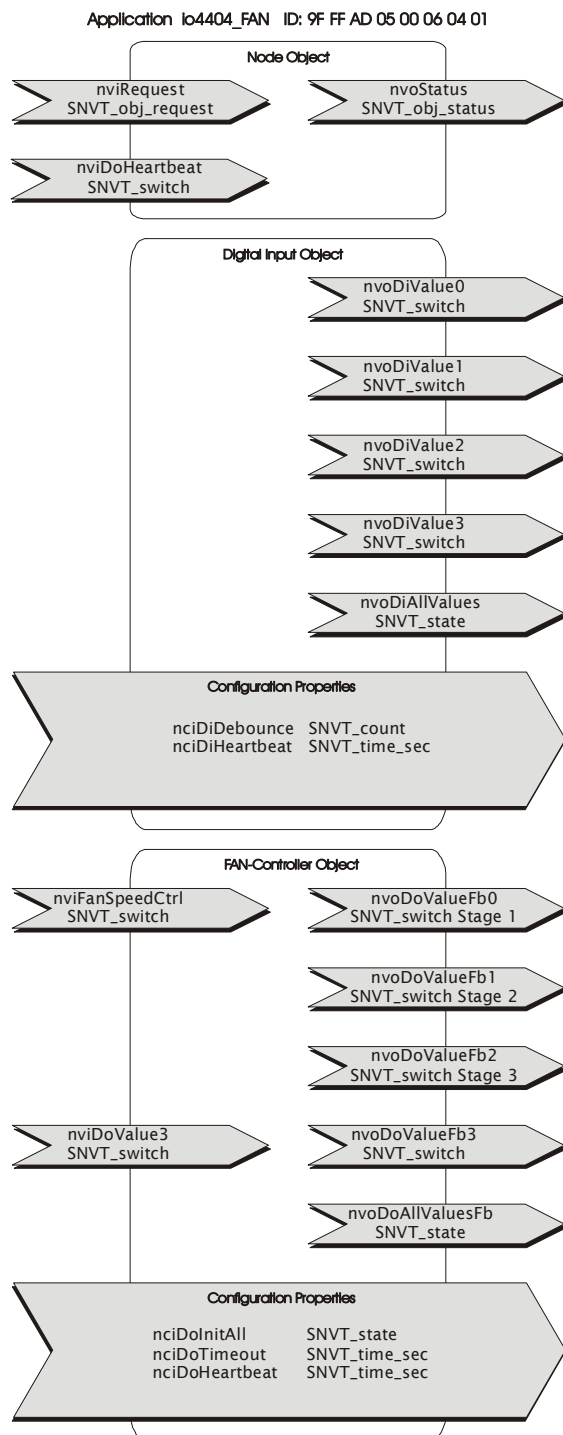 Application io4404_FAN ID: 9F FF AD 05 00 06 04 01
Node Object
nviRequest
SNVT_obj_request
nvoStatus
SNVT_obj_status
nviDoHeartbeat
SNVT_switch
Digital Input Object
nvoDiValue0
SNVT_switch
nvoDiValue1
SNVT_switch
nvoDiValue2
SNVT_switch
nvoDiValue3
SNVT_switch
nvoDiAllValues
SNVT_state
Configuration Properties
nciDiDebounce SNVT_count
nciDiHeartbeat SNVT_time_sec
FAN-Controller Object
nviFanSpeedCtrl
SNVT_switch
nvoDoValueFb0
SNVT_switch Stage 1
nvoDoValueFb1
SNVT_switch Stage 2
nvoDoValueFb2
SNVT_switch Stage 3
nviDoValue3
SNVT_switch
nvoDoValueFb3
SNVT_switch
nvoDoAllValuesFb
SNVT_state
Configuration Properties
nciDoInitAll SNVT_state
nciDoTimeout SNVT_time_sec
nciDoHeartbeat SNVT_time_sec